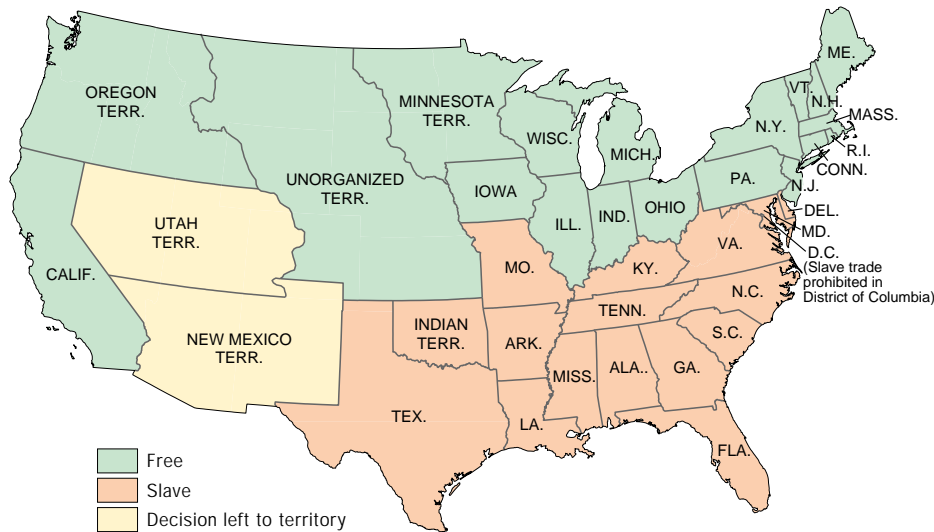 ME.
VT.
N.H.
OREGON
TERR.
MINNESOTA
TERR.
MASS.
N.Y.
WISC.
R.I.
MICH.
CONN.
PA.
UNORGANIZED
TERR.
IOWA
N.J.
OHIO
IND.
ILL.
DEL.
UTAH
TERR.
MD.
VA.
D.C.
(Slave trade
prohibited in
District of Columbia)
CALIF.
MO.
KY.
N.C.
TENN.
INDIAN
TERR.
S.C.
NEW MEXICO
TERR.
ARK.
MISS.
ALA..
GA.
TEX.
LA.
FLA.
Free
Slave
Decision left to territory